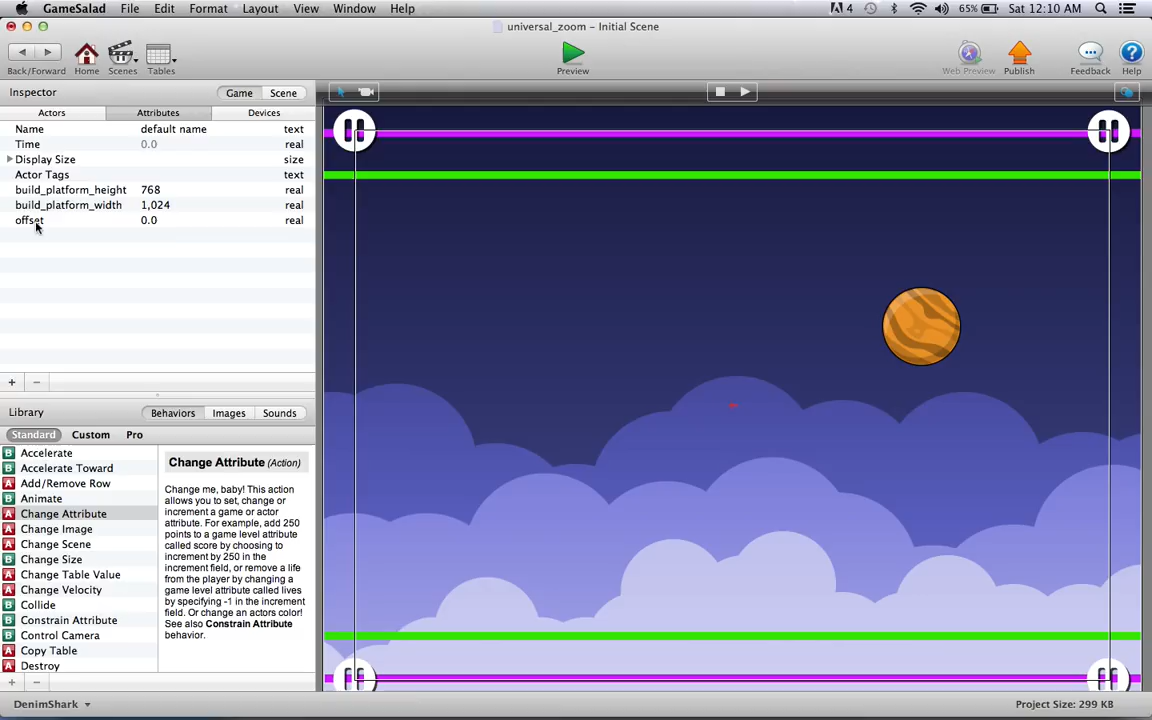 GameSalad File Edit Format Layout View Window Help 4 65% Sat 12:10 AM
universal_zoom – Initial Scene
Back/Forward Home Scenes Tables Preview Web Preview Publish Feedback Help
Inspector Game Scene
Actors Attributes Devices
Name default name text
Time 0.0 real
Display Size size
Actor Tags text
build_platform_height 768 real
build_platform_width 1,024 real
offset 0.0 real
Library Behaviors Images Sounds
Standard Custom Pro
Accelerate
Accelerate Toward
Add/Remove Row
Animate
Change Attribute
Change Image
Change Scene
Change Size
Change Table Value
Change Velocity
Collide
Constrain Attribute
Control Camera
Copy Table
Destroy
Change Attribute (Action)
Change me, baby! This action
allows you to set, change or
increment a game or actor
attribute. For example, add 250
points to a game level attribute
called score by choosing to
increment by 250 in the
increment field, or remove a life
from the player by changing a
game level attribute called lives
by specifying -1 in the increment
field. Or change an actors color!
See also Constrain Attribute
behavior.
DenimShark Project Size: 299 KB